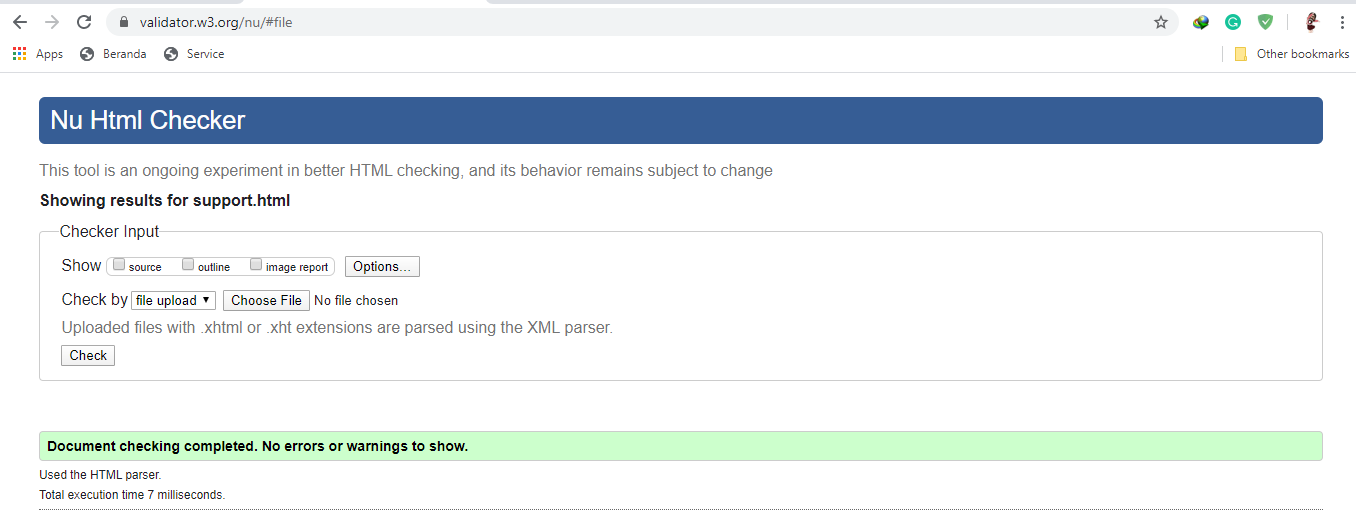 validator.w3.org/nu/#file
Apps Beranda Service Other bookmarks
Nu Html Checker
This tool is an ongoing experiment in better HTML checking, and its behavior remains subject to change
Showing results for support.html
Checker Input
Show source outline image report Options...
Check by file upload Choose File No file chosen
Uploaded files with .xhtml or .xht extensions are parsed using the XML parser.
Check
Document checking completed. No errors or warnings to show.
Used the HTML parser.
Total execution time 7 milliseconds.